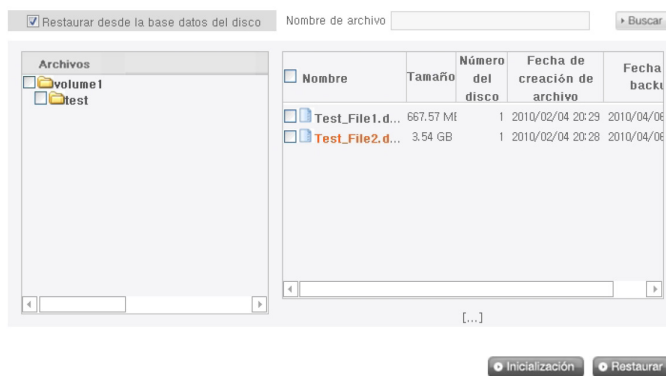 Restaurar desde la base datos del disco
Nombre de archivo
Buscar
Archivos
volume1
test
Nombre
Tamaño
Número del disco
Fecha de creación de archivo
Fecha
Test_File1.d... 667.57 1 2010/02/04 20:29 2010/04/06
Test_File2.d... 3.54 GB 1 2010/02/04 20:28 2010/04/06
[...]
Inicialización
Restaurar